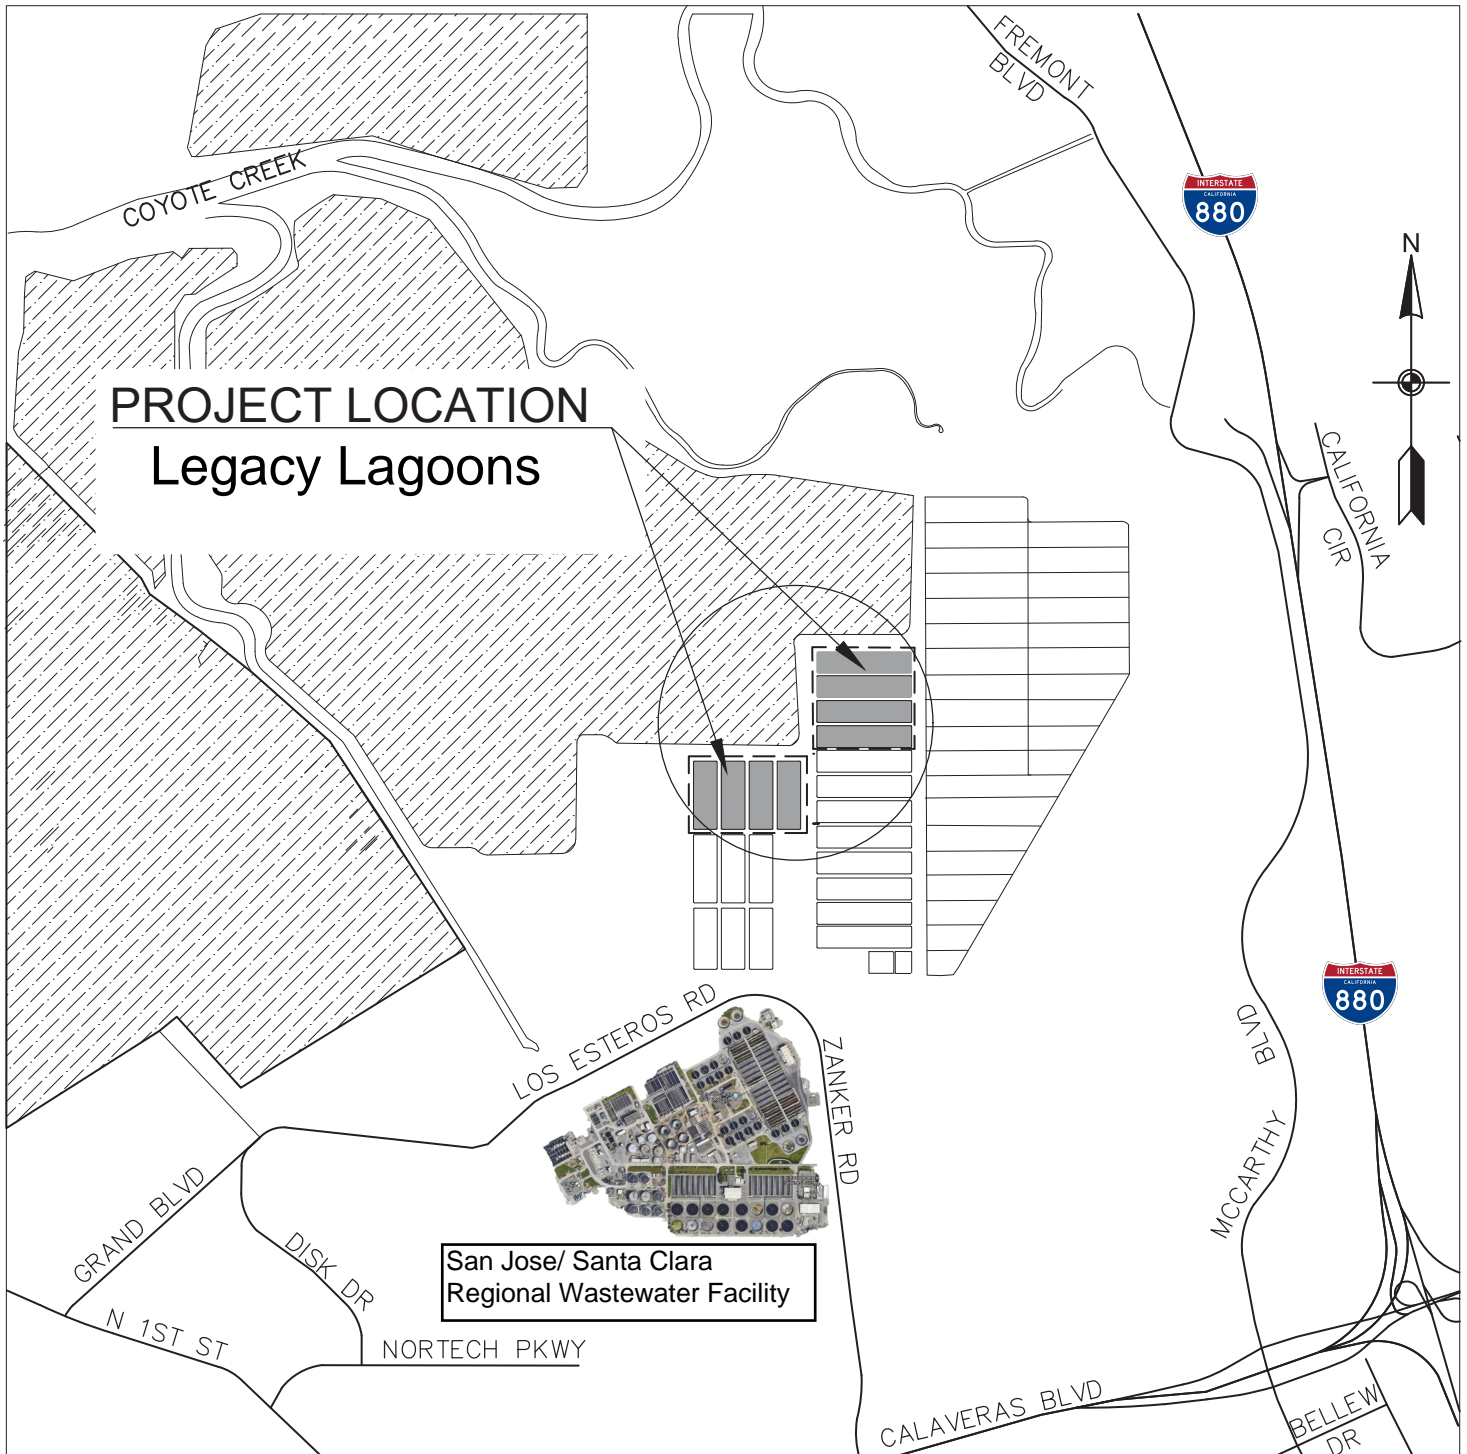 FREMONT
BLVD
COYOTE CREEK
INTERSTATE
CALIFORNIA
880
N
PROJECT LOCATION
Legacy Lagoons
CALIFORNIA
CIR
INTERSTATE
CALIFORNIA
880
LOS ESTEROS RD
ZANKER RD
BLVD
MCCARTHY
GRAND BLVD
DISK DR
San Jose/ Santa Clara
Regional Wastewater Facility
N 1ST ST
NORTECH PKWY
CALAVERAS BLVD
BELLEW
DR